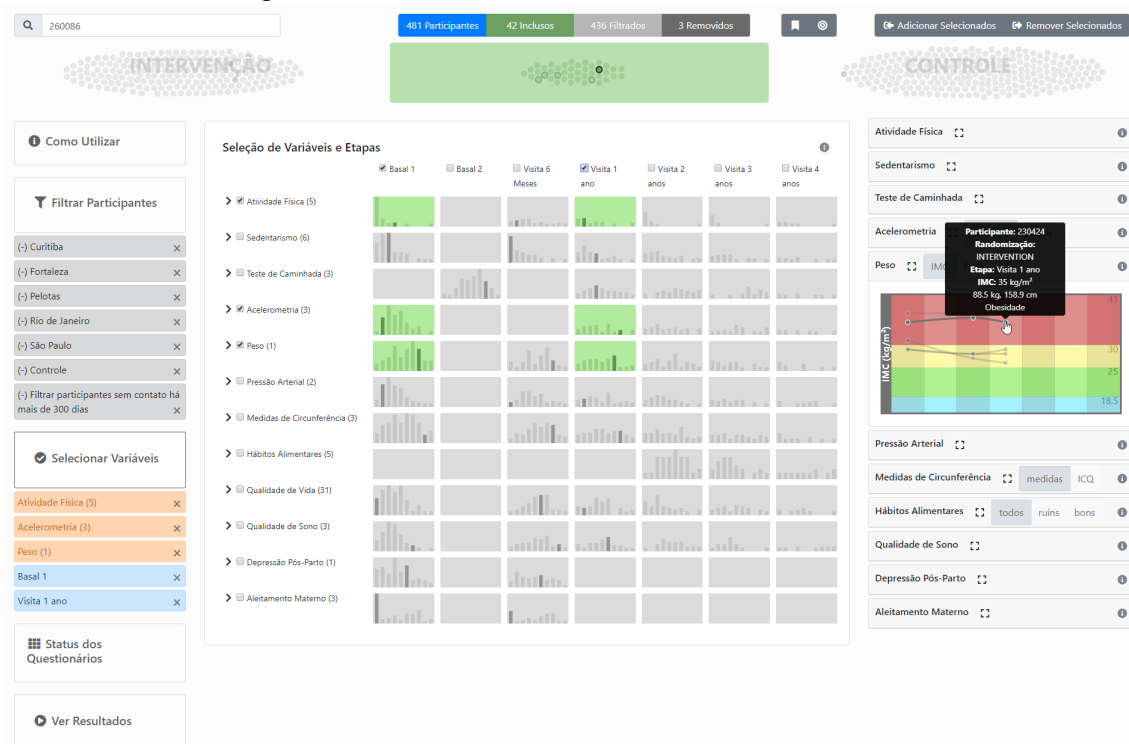 260086
481 Participantes
42 Inclusos
436 Filtrados
3 Removidos
Adicionar Selecionados
Remover Selecionados
INTERVENÇÃO
CONTROLE
Como Utilizar
Filtrar Participantes
(-) Curitiba
(-) Fortaleza
(-) Pelotas
(-) Rio de Janeiro
(-) São Paulo
(-) Controle
(-) Filtrar participantes sem contato há
mais de 300 dias
Selecionar Variáveis
Atividade Física (5)
Acelerometria (3)
Peso (1)
Basal 1
Visita 1 ano
Status dos
Questionários
Ver Resultados
Seleção de Variáveis e Etapas
Basal 1
Basal 2
Visita 6
Meses
Visita 1
ano
Visita 2
anos
Visita 3
anos
Visita 4
anos
Atividade Física (5)
Sedentarismo (6)
Teste de Caminhada (3)
Acelerometria (3)
Peso (1)
Pressão Arterial (2)
Medidas de Circunferência (3)
Hábitos Alimentares (5)
Qualidade de Vida (31)
Qualidade de Sono (3)
Depressão Pós-Parto (1)
Aleitamento Materno (3)
Atividade Física
Sedentarismo
Teste de Caminhada
Acelerometria
Participante: 230424
Randomização:
INTERVENTION
Etapa: Visita 1 ano
IMC: 35 kg/m²
88.5 kg, 158.9 cm
Obesidade
Peso
IMC (kg/m²)
41
30
25
18.5
Pressão Arterial
Medidas de Circunferência
medidas
ICQ
Hábitos Alimentares
todos
ruins
bons
Qualidade de Sono
Depressão Pós-Parto
Aleitamento Materno